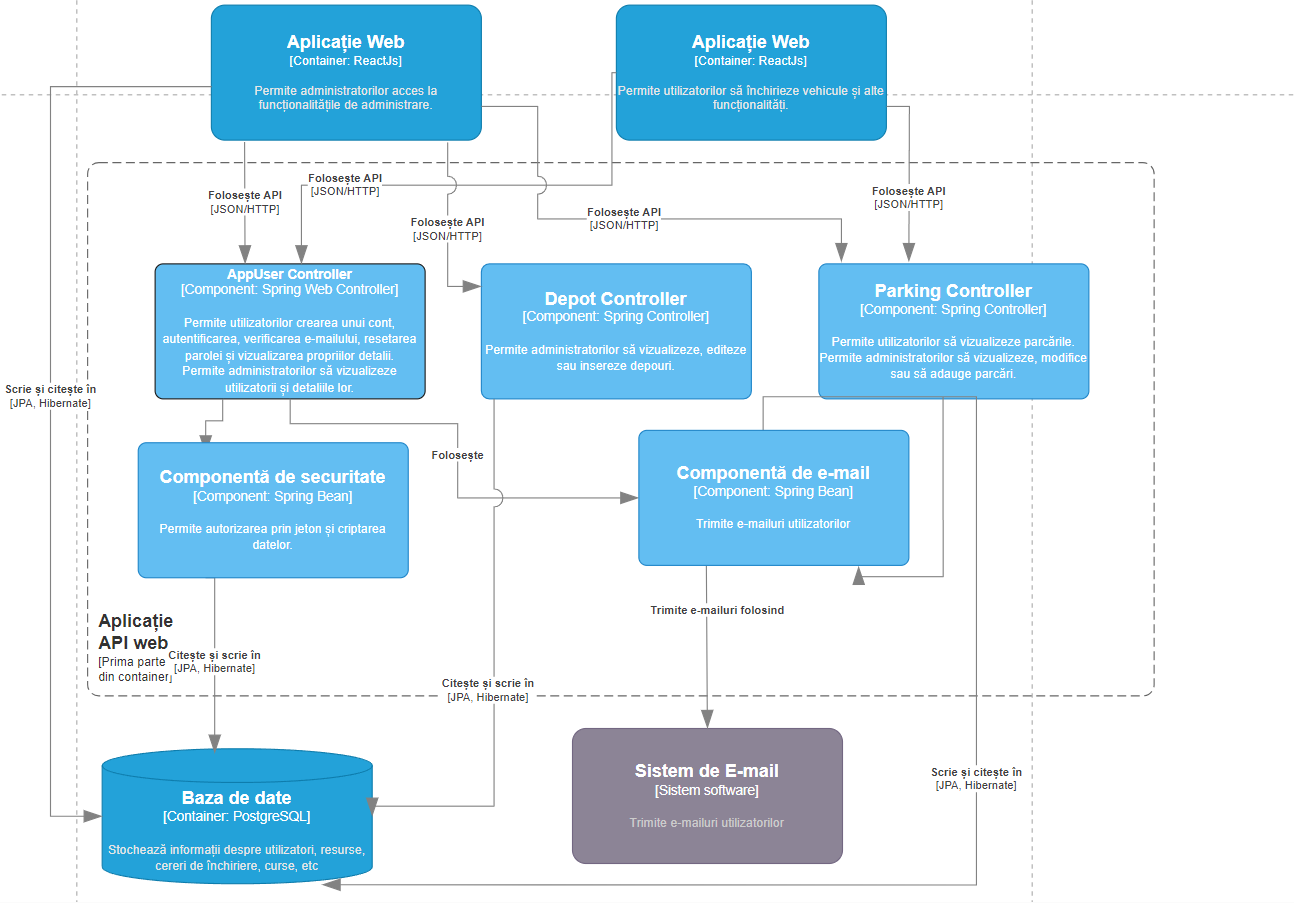 Aplicație Web
[Container: ReactJs]
Permite administratorilor acces la
funcționalitățile de administrare.
Aplicație Web
[Container: ReactJs]
Permite utilizatorilor să închirieze vehicule și alte
funcționalități.
Folosește API
[JSON/HTTP]
Folosește API
[JSON/HTTP]
Folosește API
[JSON/HTTP]
Folosește API
[JSON/HTTP]
Folosește API
[JSON/HTTP]
AppUser Controller
[Component: Spring Web Controller]
Permite utilizatorilor crearea unui cont,
autentificarea, verificarea e-mailului, resetarea
parolei și vizualizarea propriilor detalii.
Permite administratorilor să vizualizeze
utilizatorii și detaliile lor.
Depot Controller
[Component: Spring Controller]
Permite administratorilor să vizualizeze, editeze
sau insereze depouri.
Parking Controller
[Component: Spring Controller]
Permite utilizatorilor să vizualizeze parcările.
Permite administratorilor să vizualizeze, modifice
sau să adauge parcări.
Scrie și citește în
[JPA, Hibernate]
Folosește
Componentă de securitate
[Component: Spring Bean]
Permite autorizarea prin jeton și criptarea
datelor.
Componentă de e-mail
[Component: Spring Bean]
Trimite e-mailuri utilizatorilor
Trimite e-mailuri folosind
Aplicație
API web
[Prima parte
din container]
Citește și scrie în
[JPA, Hibernate]
Citește și scrie în
[JPA, Hibernate]
Scrie și citește în
[JPA, Hibernate]
Baza de date
[Container: PostgreSQL]
Stochează informații despre utilizatori, resurse,
cereri de închiriere, curse, etc
Sistem de E-mail
[Sistem software]
Trimite e-mailuri utilizatorilor